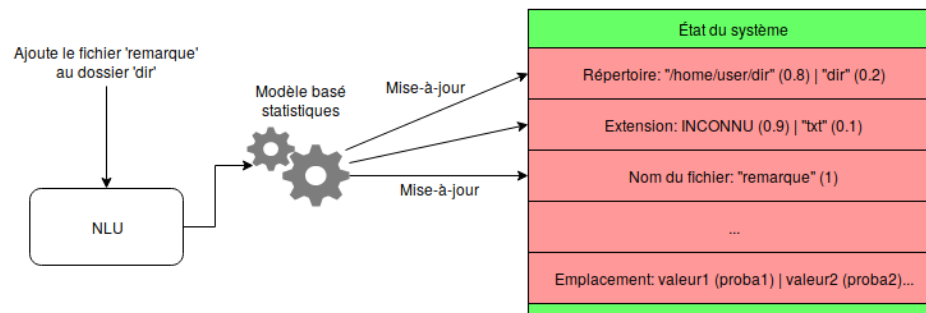 Ajoute le fichier 'remarque'
au dossier 'dir'
NLU
Modèle basé
statistiques
Mise-à-jour
Mise-à-jour
État du système
Répertoire: "/home/user/dir" (0.8) | "dir" (0.2)
Extension: INCONNU (0.9) | "txt" (0.1)
Nom du fichier: "remarque" (1)
...
Emplacement: valeur1 (proba1) | valeur2 (proba2)...